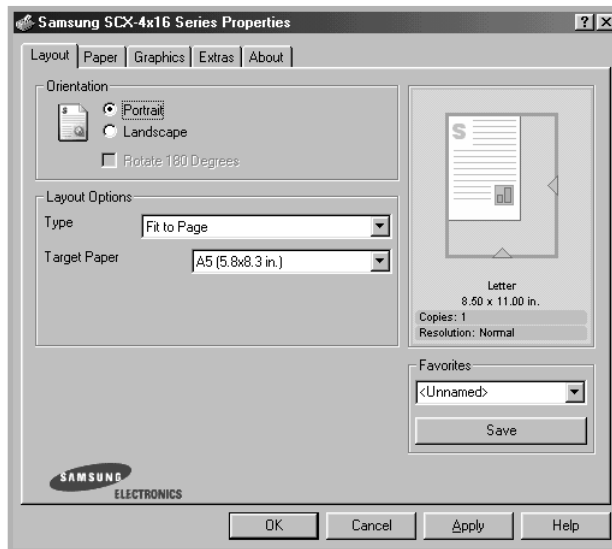 Samsung SCX-4x16 Series Properties
Layout Paper Graphics Extras About
Orientation
Portrait
Landscape
Rotate 180 Degrees
Layout Options
Type Fit to Page
Target Paper A5 (5.8x8.3 in.)
S
S
Letter
8.50 x 11.00 in.
Copies: 1
Resolution: Normal
Favorites
<Unnamed>
Save
SAMSUNG
ELECTRONICS
OK Cancel Apply Help